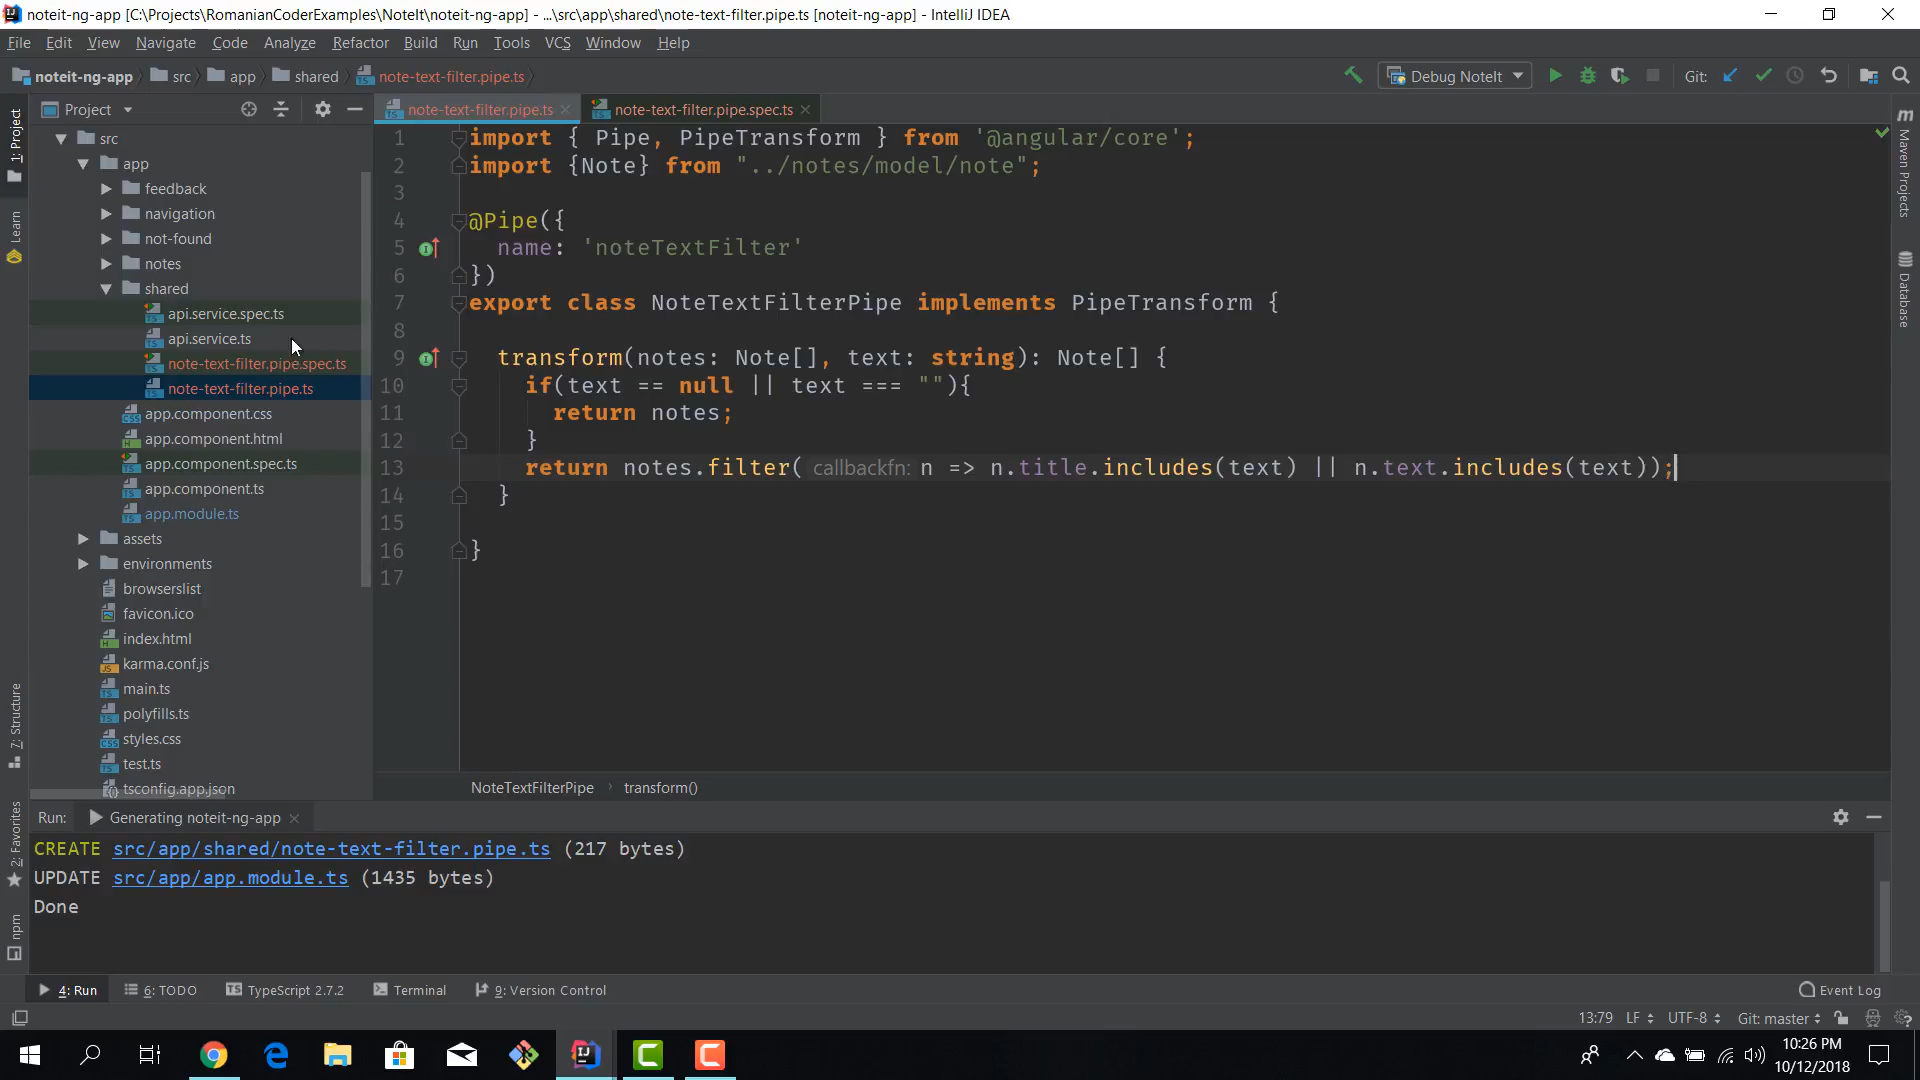 noteit-ng-app [C:\Projects\RomanianCoderExamples\NoteIt\noteit-ng-app] - ...\src\app\shared\note-text-filter.pipe.ts [noteit-ng-app] - IntelliJ IDEA
File Edit View Navigate Code Analyze Refactor Build Run Tools VCS Window Help
noteit-ng-app src app shared note-text-filter.pipe.ts
Debug NoteIt
Git:
Project
note-text-filter.pipe.ts
note-text-filter.pipe.spec.ts
1: Project
Learn
7: Structure
2: Favorites
npm
src
app
feedback
navigation
not-found
notes
shared
api.service.spec.ts
api.service.ts
note-text-filter.pipe.spec.ts
note-text-filter.pipe.ts
app.component.css
app.component.html
app.component.spec.ts
app.component.ts
app.module.ts
assets
environments
browserslist
favicon.ico
index.html
karma.conf.js
main.ts
polyfills.ts
styles.css
test.ts
tsconfig.app.json
1 import { Pipe, PipeTransform } from '@angular/core';
2 import {Note} from "../notes/model/note";
3
4 @Pipe({
5 name: 'noteTextFilter'
6 })
7 export class NoteTextFilterPipe implements PipeTransform {
8
9 transform(notes: Note[], text: string): Note[] {
10 if(text == null || text === ""){
11 return notes;
12 }
13 return notes.filter( callbackfn: n => n.title.includes(text) || n.text.includes(text));
14 }
15
16 }
17
Maven Projects
Database
NoteTextFilterPipe transform()
Run: Generating noteit-ng-app
CREATE src/app/shared/note-text-filter.pipe.ts (217 bytes)
UPDATE src/app/app.module.ts (1435 bytes)
Done
4: Run 6: TODO TypeScript 2.7.2 Terminal 9: Version Control Event Log
13:79 LF UTF-8 Git: master
10:26 PM
10/12/2018